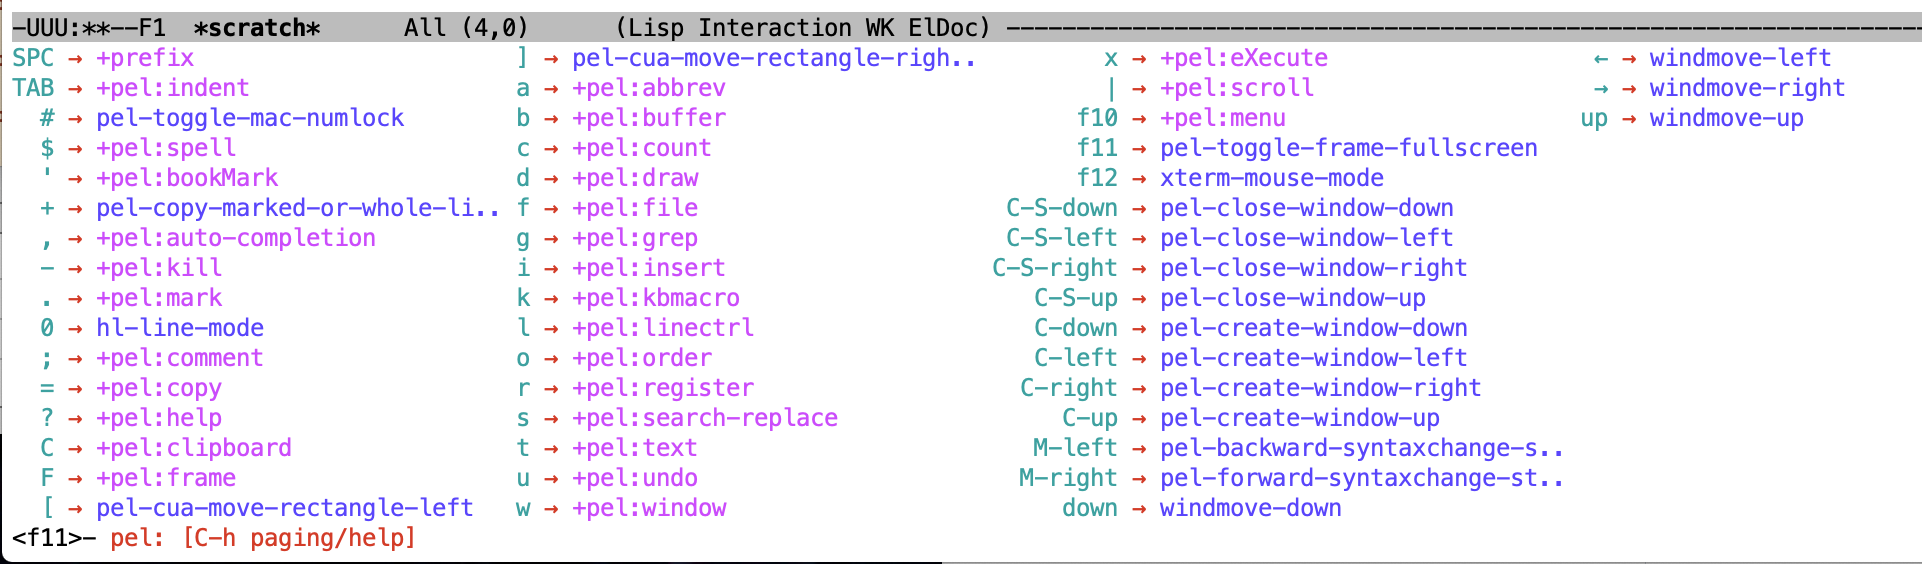 -UUU:**--F1  *scratch*      All (4,0)      (Lisp Interaction WK ElDoc) ------------------------------------------------------------------
SPC → +prefix                       ] → pel-cua-move-rectangle-righ..         x → +pel:eXecute                   ← → windmove-left
TAB → +pel:indent                   a → +pel:abbrev                           | → +pel:scroll                    → → windmove-right
  # → pel-toggle-mac-numlock        b → +pel:buffer                         f10 → +pel:menu                     up → windmove-up
  $ → +pel:spell                    c → +pel:count                          f11 → pel-toggle-frame-fullscreen
  ' → +pel:bookMark                 d → +pel:draw                           f12 → xterm-mouse-mode
  + → pel-copy-marked-or-whole-li.. f → +pel:file                      C-S-down → pel-close-window-down
  , → +pel:auto-completion          g → +pel:grep                      C-S-left → pel-close-window-left
  - → +pel:kill                     i → +pel:insert                   C-S-right → pel-close-window-right
  . → +pel:mark                     k → +pel:kbmacro                     C-S-up → pel-close-window-up
  0 → hl-line-mode                  l → +pel:linectrl                    C-down → pel-create-window-down
  ; → +pel:comment                  o → +pel:order                       C-left → pel-create-window-left
  = → +pel:copy                     r → +pel:register                   C-right → pel-create-window-right
  ? → +pel:help                     s → +pel:search-replace                C-up → pel-create-window-up
  C → +pel:clipboard                t → +pel:text                        M-left → pel-backward-syntaxchange-s..
  F → +pel:frame                    u → +pel:undo                       M-right → pel-forward-syntaxchange-st..
  [ → pel-cua-move-rectangle-left   w → +pel:window                        down → windmove-down
<f11>- pel: [C-h paging/help]